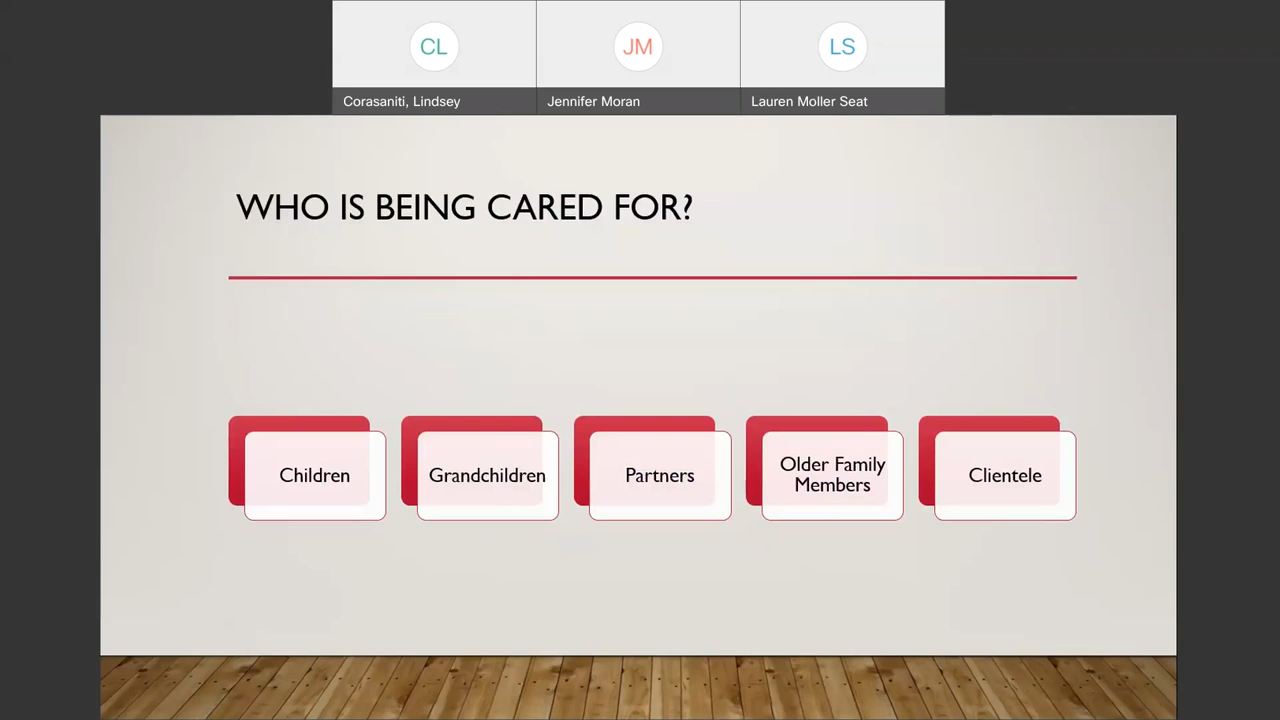 CL
JM
LS
Corasaniti, Lindsey
Jennifer Moran
Lauren Moller Seat
WHO IS BEING CARED FOR?
Children
Grandchildren
Partners
Older Family
Members
Clientele